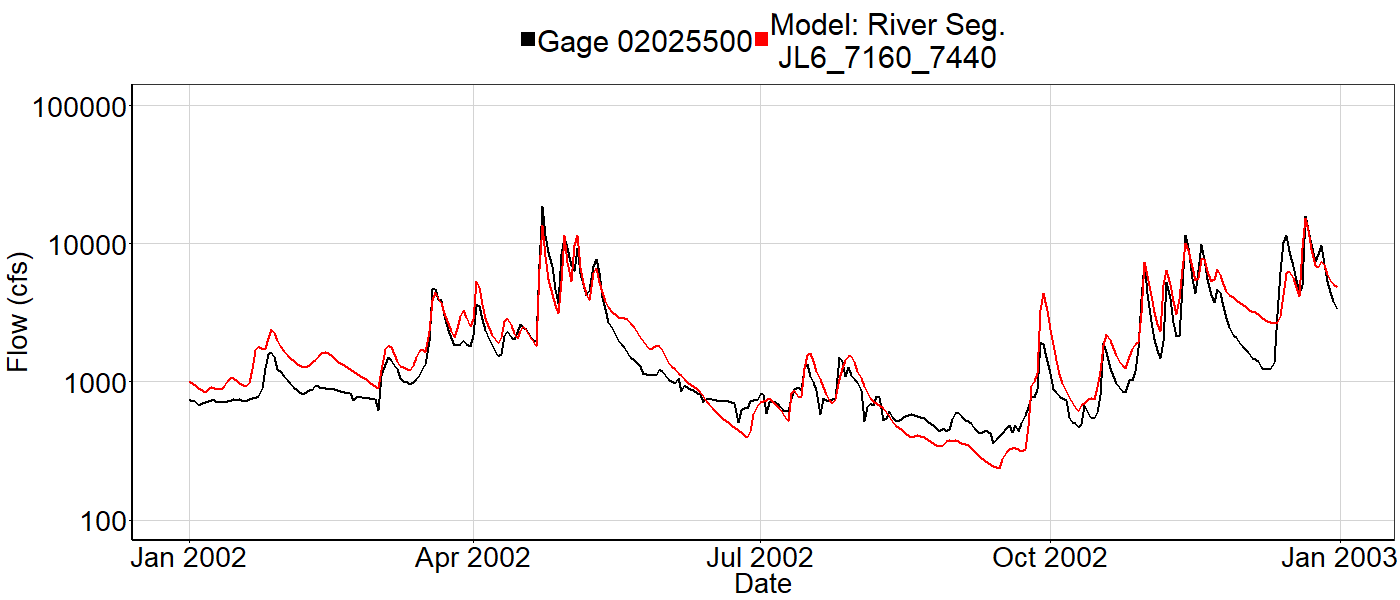 Gage 02025500
Model: River Seg.
JL6_7160_7440
Flow (cfs)
100000
10000
1000
100
Jan 2002
Apr 2002
Jul 2002
Oct 2002
Jan 2003
Date